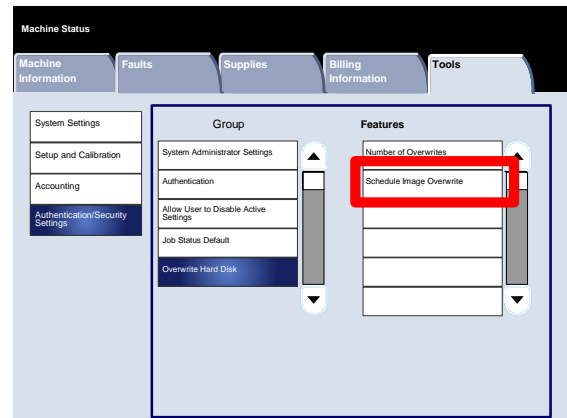 Machine Status
Machine
Information
Faults
Supplies
Billing
Information
Tools
System Settings
Setup and Calibration
Accounting
Authentication/Security
Settings
Group
System Administrator Settings
Authentication
Allow User to Disable Active
Settings
Job Status Default
Overwrite Hard Disk
Features
Number of Overwrites
Schedule Image Overwrite